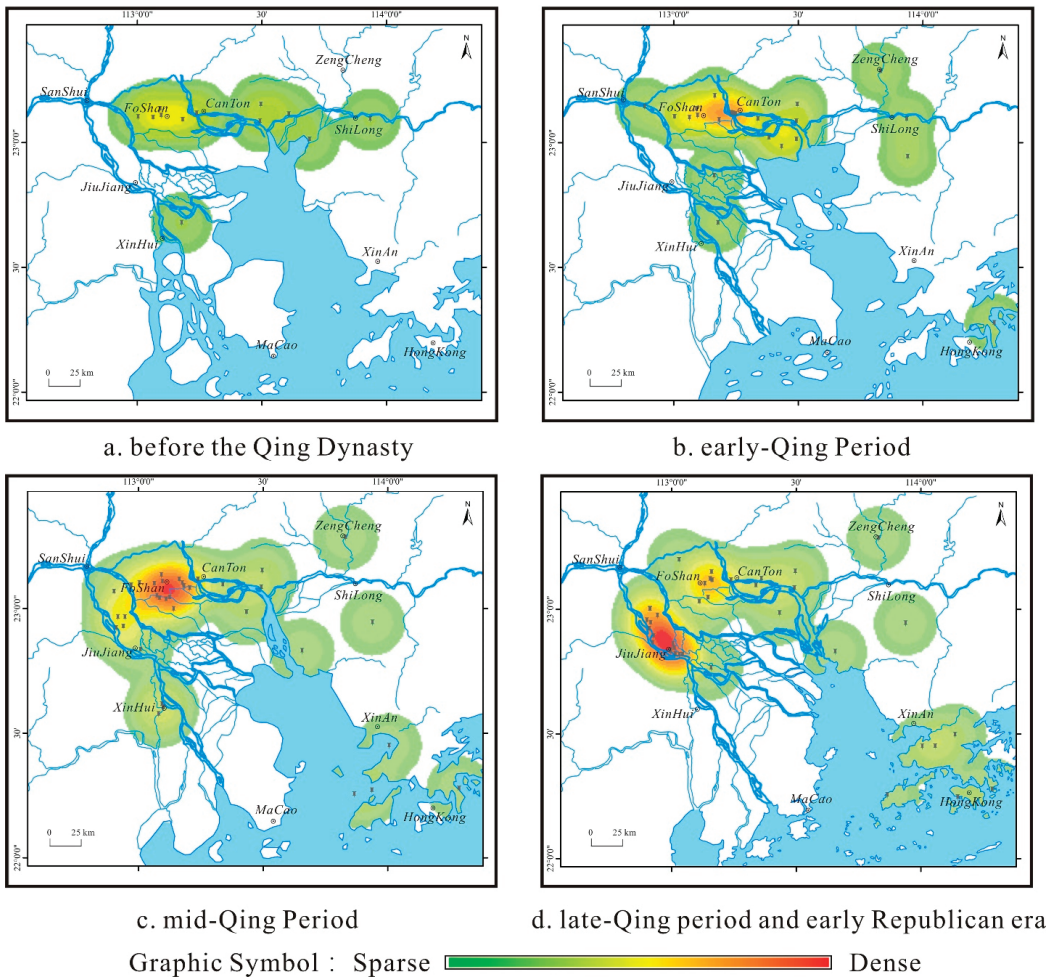 113°0'0"
30'
114°0'0"
N
ZengCheng
SanShui
FoShan
CanTon
ShiLong
23°0'0"
JiuJiang
XinHui
XinAn
30'
MaCao
HongKong
0 25 km
22°0'0"
a. before the Qing Dynasty
113°0'0"
30'
114°0'0"
N
ZengCheng
SanShui
FoShan
CanTon
ShiLong
23°0'0"
JiuJiang
XinHui
XinAn
30'
MaCao
HongKong
0 25 km
22°0'0"
b. early-Qing Period
113°0'0"
30'
114°0'0"
N
ZengCheng
SanShui
CanTon
FoShan
ShiLong
23°0'0"
JiuJiang
XinHui
XinAn
30'
MaCao
HongKong
0 25 km
22°0'0"
c. mid-Qing Period
113°0'0"
30'
114°0'0"
N
ZengCheng
SanShui
CanTon
FoShan
ShiLong
23°0'0"
JiuJiang
XinHui
XinAn
30'
MaCao
HongKong
0 25 km
22°0'0"
d. late-Qing period and early Republican era
Graphic Symbol : Sparse Dense